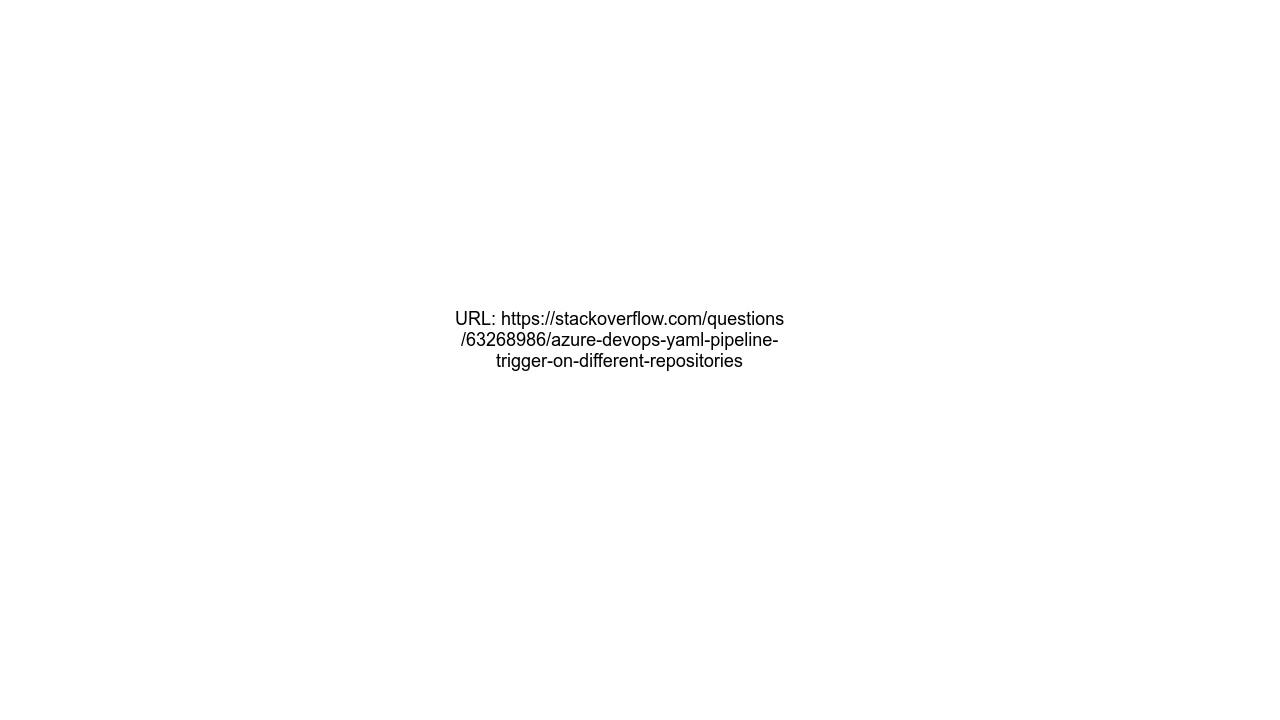 URL: https://stackoverflow.com/questions
/63268986/azure-devops-yaml-pipeline-
trigger-on-different-repositories